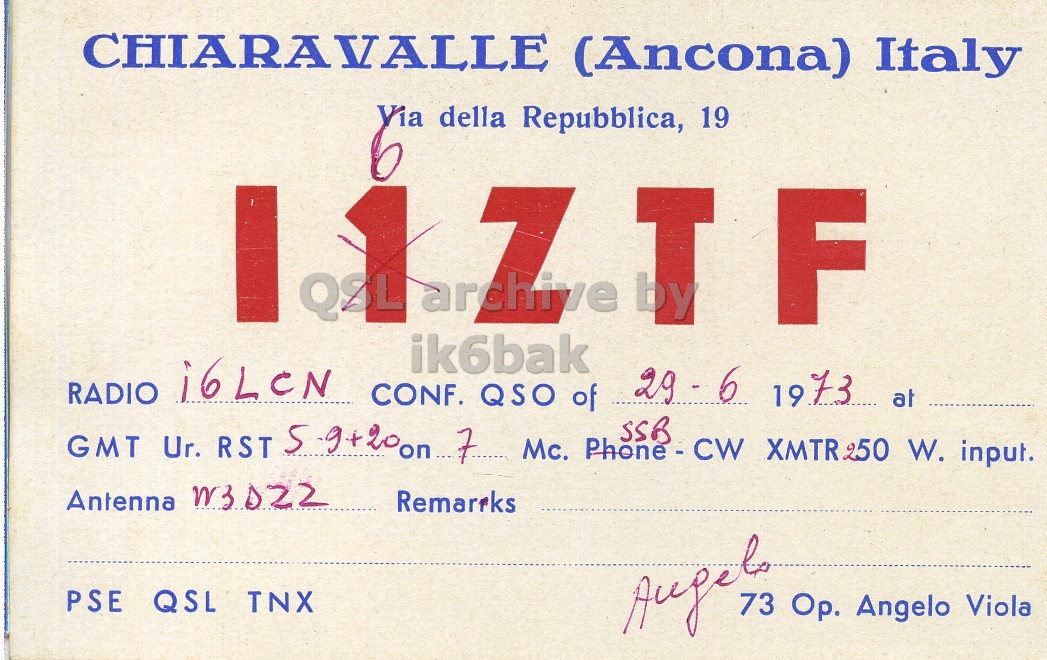 CHIARAVALLE (Ancona) Italy
Via della Repubblica, 19
6
I1ZTF
QSL archive by
ik6bak
RADIO i6LCN CONF. QSO of 29-6 1973 at
SSB
GMT Ur. RST 5-9+20 on 7 Mc. Phone - CW XMTR 250 W. input.
Antenna W3DZZ Remarks
Angelo
PSE QSL TNX 73 Op. Angelo Viola